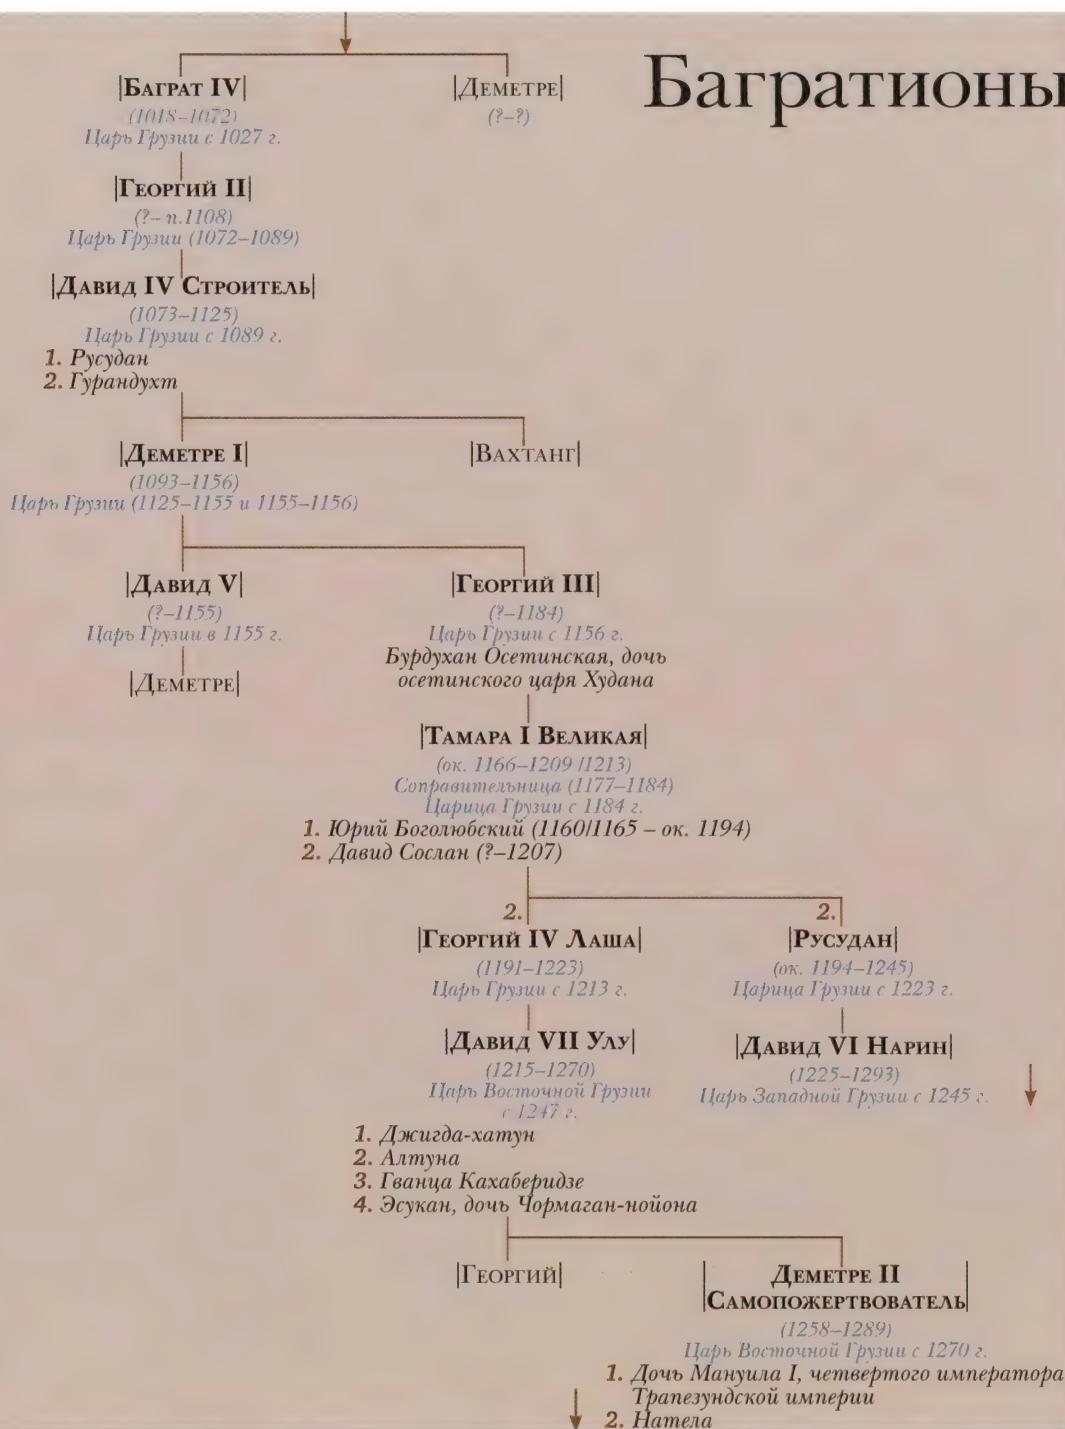 Багратионы
|Баграт IV|
(1018–1072)
Царь Грузии с 1027 г.
|Деметре|
(?–?)
|Георгий II|
(?– п.1108)
Царь Грузии (1072–1089)
|Давид IV Строитель|
(1073–1125)
Царь Грузии с 1089 г.
1. Русудан
2. Гурандухт
|Деметре I|
(1093–1156)
Царь Грузии (1125–1155 и 1155–1156)
|Вахтанг|
|Давид V|
(?–1155)
Царь Грузии в 1155 г.
|Деметре|
|Георгий III|
(?–1184)
Царь Грузии с 1156 г.
Бурдухан Осетинская, дочь
осетинского царя Худана
|Тамара I Великая|
(ок. 1166–1209 /1213)
Соправительница (1177–1184)
Царица Грузии с 1184 г.
1. Юрий Боголюбский (1160/1165 – ок. 1194)
2. Давид Сослан (?–1207)
2.
|Георгий IV Лаша|
(1191–1223)
Царь Грузии с 1213 г.
2.
|Русудан|
(ок. 1194–1245)
Царица Грузии с 1223 г.
|Давид VII Улу|
(1215–1270)
Царь Восточной Грузии
с 1247 г.
1. Джигда-хатун
2. Алтуна
3. Гванца Кахаберидзе
4. Эсукан, дочь Чормаган-нойона
|Давид VI Нарин|
(1225–1293)
Царь Западной Грузии с 1245 г.
|Георгий|
Деметре II
Самопожертвователь
(1258–1289)
Царь Восточной Грузии с 1270 г.
1. Дочь Мануила I, четвертого императора
Трапезундской империи
2. Натела